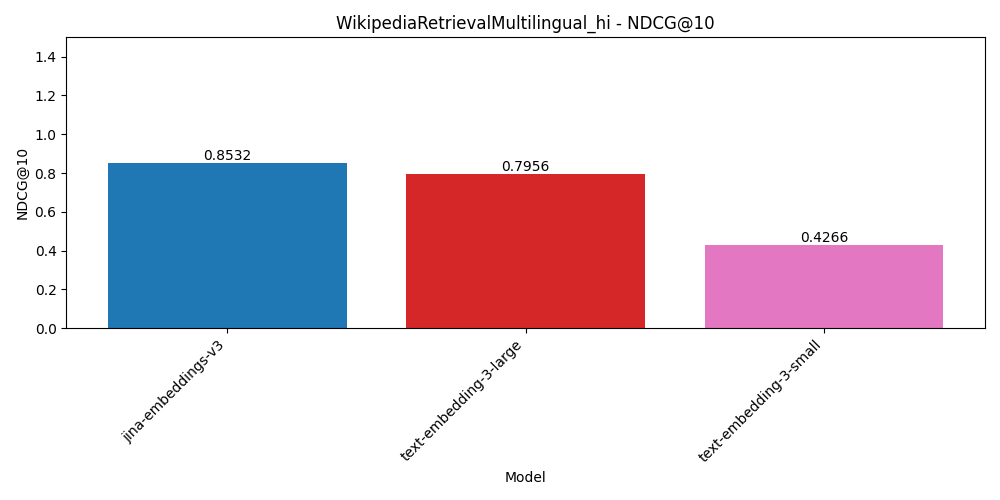 WikipediaRetrievalMultilingual_hi - NDCG@10
NDCG@10
1.4
1.2
1.0
0.8
0.6
0.4
0.2
0.0
0.8532
0.7956
0.4266
jina-embeddings-v3
text-embedding-3-large
text-embedding-3-small
Model